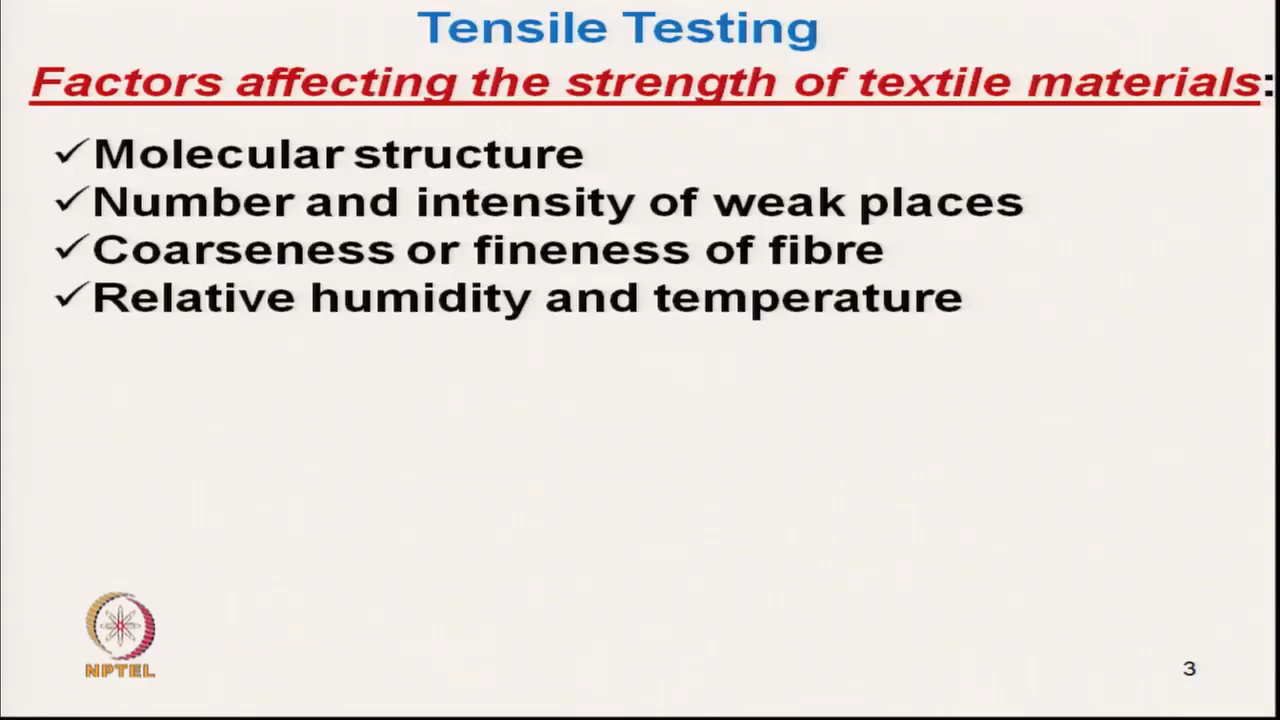 Tensile Testing
Factors affecting the strength of textile materials:
✓Molecular structure
✓Number and intensity of weak places
✓Coarseness or fineness of fibre
✓Relative humidity and temperature
NPTEL
3